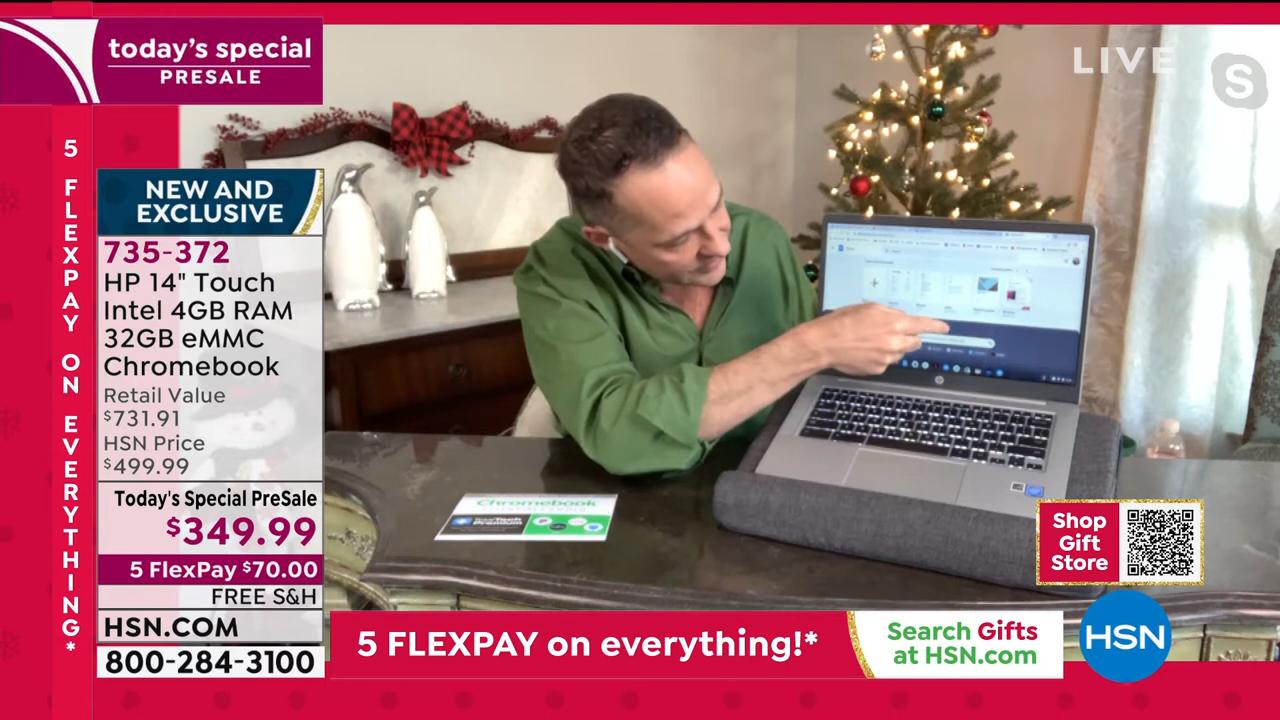 today's special
PRESALE
LIVE
S
5 FLEXPAY ON EVERYTHING*
NEW AND
EXCLUSIVE
735-372
HP 14" Touch
Intel 4GB RAM
32GB eMMC
Chromebook
Retail Value
$731.91
HSN Price
$499.99
Today's Special PreSale
$349.99
5 FlexPay $70.00
FREE S&H
HSN.COM
800-284-3100
hp
Chromebook
Shop
Gift
Store
5 FLEXPAY on everything!*
Search Gifts
at HSN.com
HSN